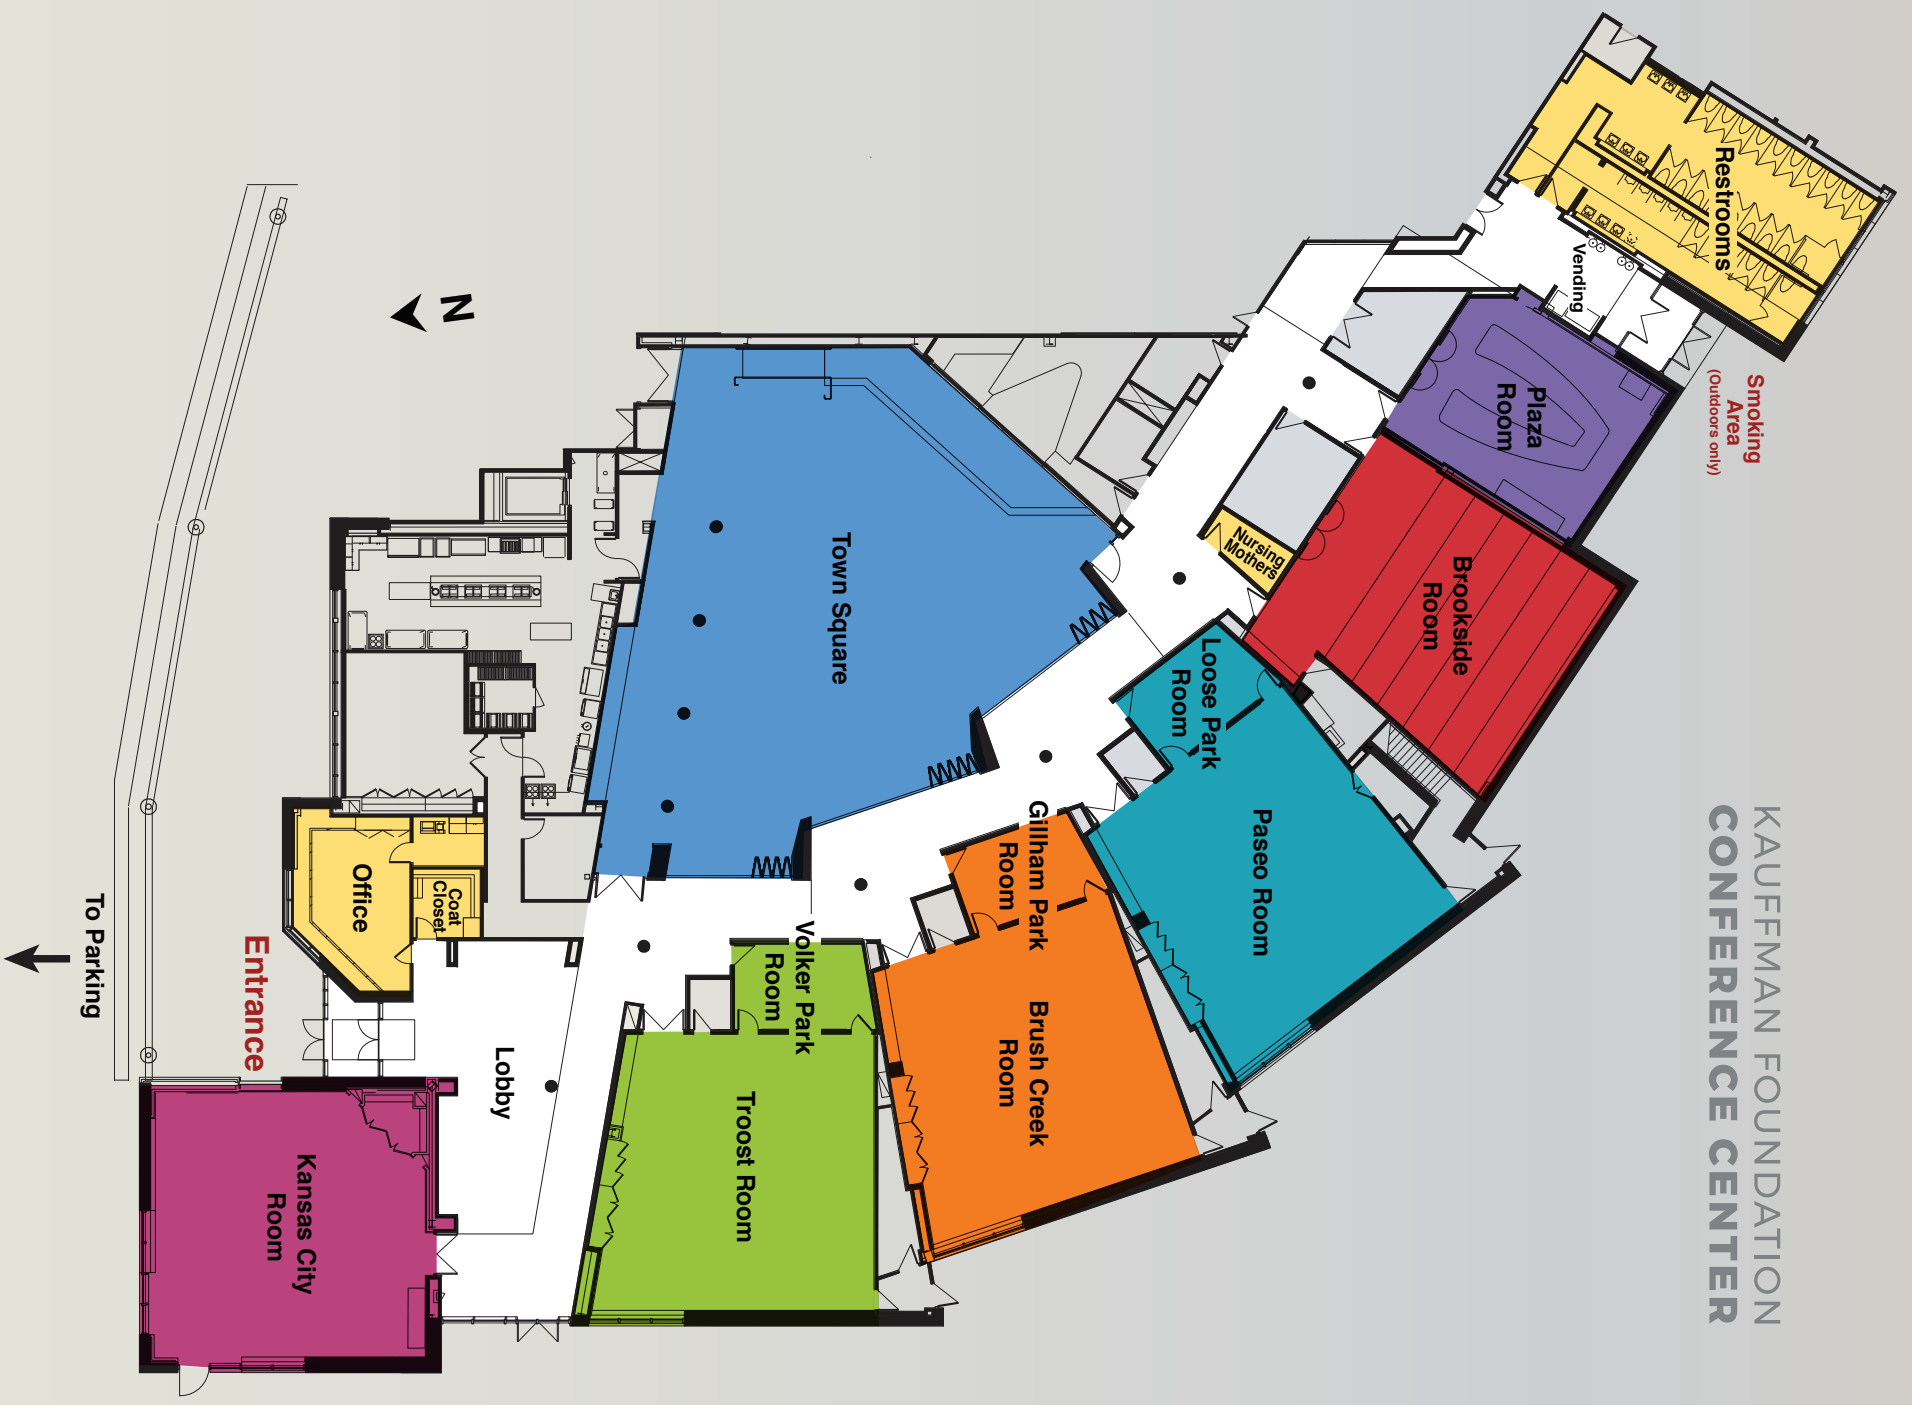 KAUFFMAN FOUNDATION
CONFERENCE CENTER
Restrooms
Vending
Smoking
Area
(Outdoors only)
Plaza
Room
Brookside
Room
Nursing
Mothers
Loose Park
Room
Paseo Room
Town Square
Gillham Park
Room
Brush Creek
Room
Volker Park
Room
Troost Room
Lobby
Coat
Closet
Office
Entrance
Kansas City
Room
N
To Parking